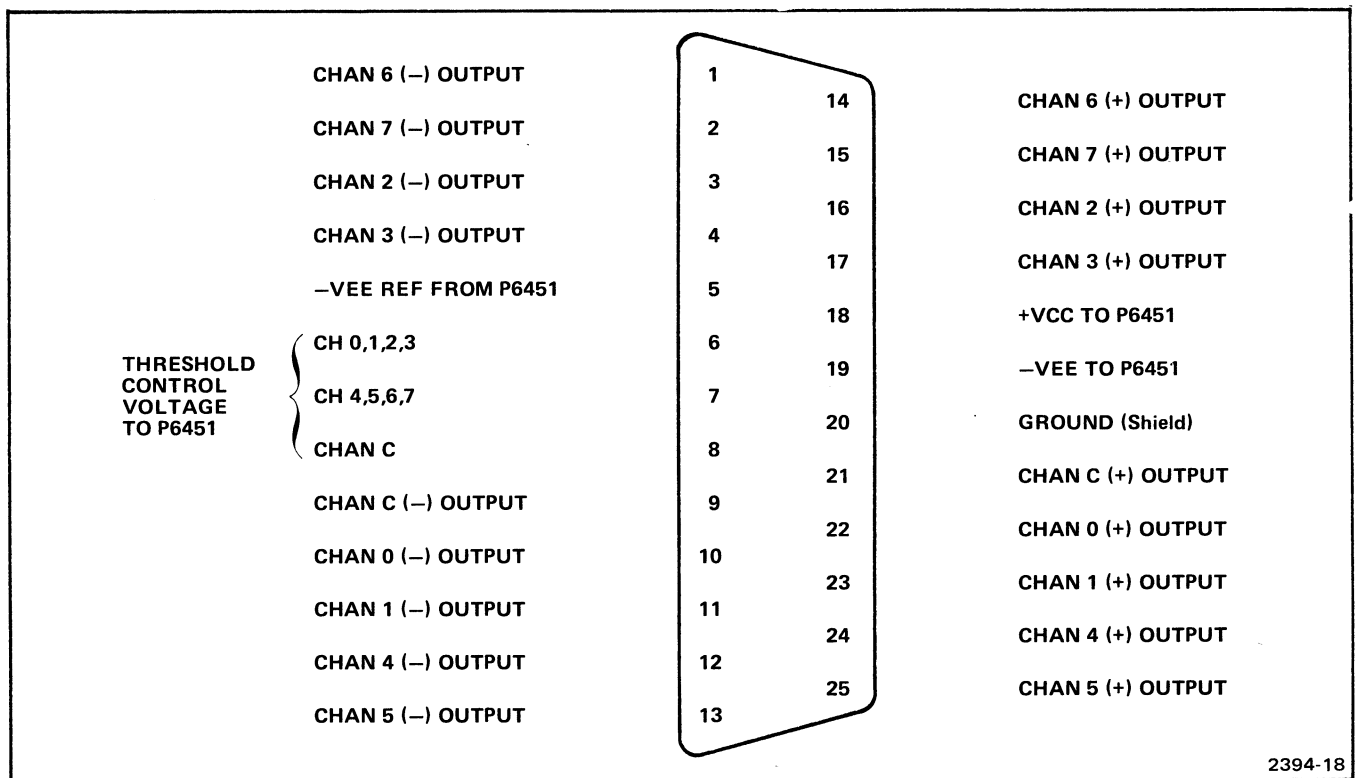 CHAN 6 (—) OUTPUT 1
14 CHAN 6 (+) OUTPUT
CHAN 7 (—) OUTPUT 2
15 CHAN 7 (+) OUTPUT
CHAN 2 (—) OUTPUT 3
16 CHAN 2 (+) OUTPUT
CHAN 3 (—) OUTPUT 4
17 CHAN 3 (+) OUTPUT
—VEE REF FROM P6451 5
18 +VCC TO P6451
THRESHOLD
CONTROL
VOLTAGE
TO P6451
CH 0,1,2,3 6
19 —VEE TO P6451
CH 4,5,6,7 7
20 GROUND (Shield)
CHAN C 8
21 CHAN C (+) OUTPUT
CHAN C (—) OUTPUT 9
22 CHAN 0 (+) OUTPUT
CHAN 0 (—) OUTPUT 10
23 CHAN 1 (+) OUTPUT
CHAN 1 (—) OUTPUT 11
24 CHAN 4 (+) OUTPUT
CHAN 4 (—) OUTPUT 12
25 CHAN 5 (+) OUTPUT
CHAN 5 (—) OUTPUT 13
2394-18